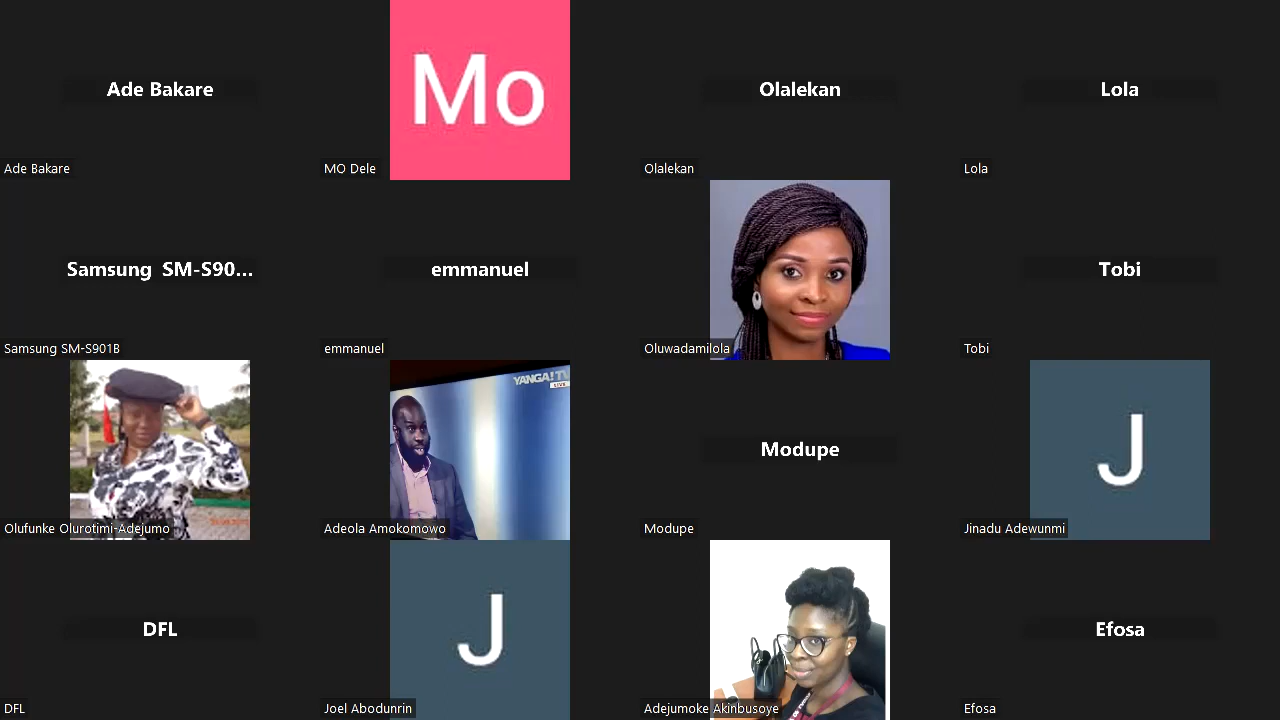 Ade Bakare
Ade Bakare
Mo
MO Dele
Olalekan
Olalekan
Lola
Lola
Samsung SM-S90...
Samsung SM-S901B
emmanuel
emmanuel
Oluwadamilola
Tobi
Tobi
Olufunke Olurotimi-Adejumo
YANGA! TV
LIVE
Adeola Amokomowo
Modupe
Modupe
J
Jinadu Adewunmi
DFL
DFL
J
Joel Abodunrin
Adejumoke Akinbusoye
Efosa
Efosa